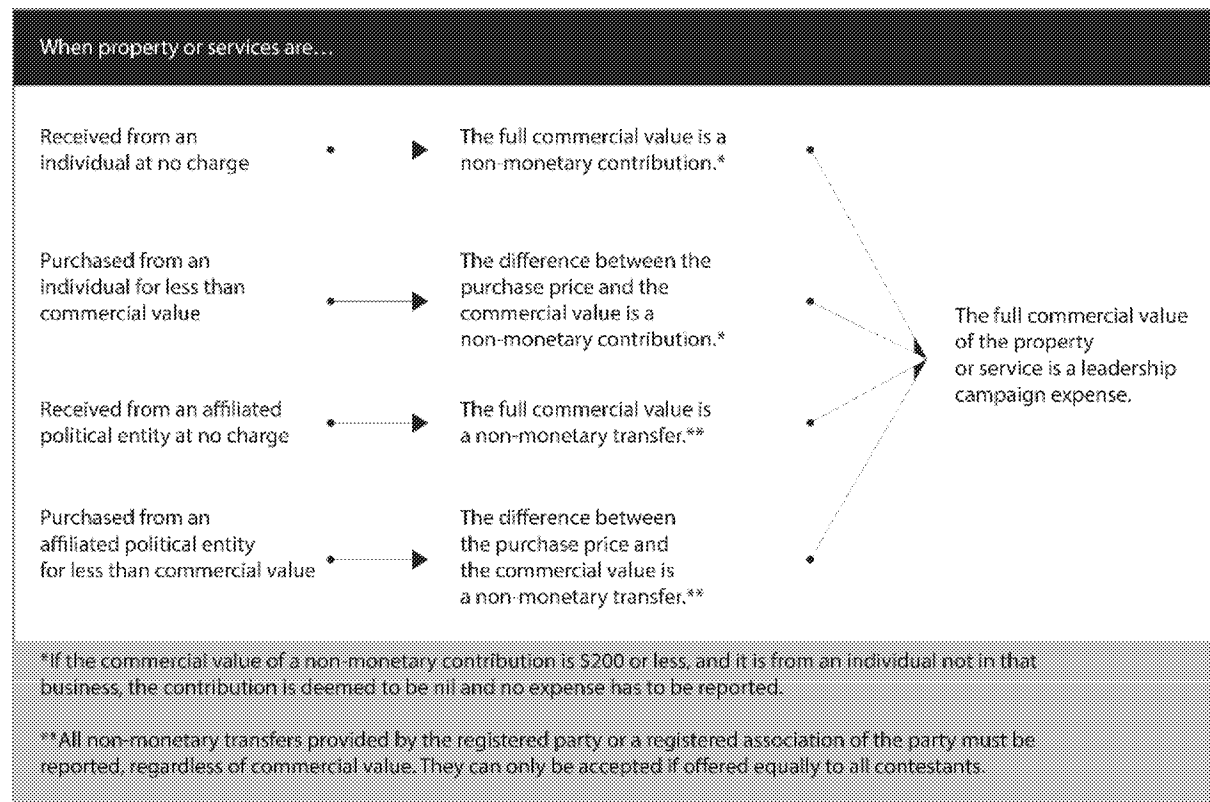 When property or services are…
Received from an
individual at no charge
The full commercial value is a
non-monetary contribution.*
Purchased from an
individual for less than
commercial value
The difference between the
purchase price and the
commercial value is a
non-monetary contribution.*
Received from an affiliated
political entity at no charge
The full commercial value is
a non-monetary transfer.**
Purchased from an
affiliated political entity
for less than commercial value
The difference between
the purchase price and
the commercial value is
a non-monetary transfer.**
The full commercial value
of the property
or service is a leadership
campaign expense.
*If the commercial value of a non-monetary contribution is $200 or less, and it is from an individual not in that
business, the contribution is deemed to be nil and no expense has to be reported.
**All non-monetary transfers provided by the registered party or a registered association of the party must be
reported, regardless of commercial value. They can only be accepted if offered equally to all contestants.